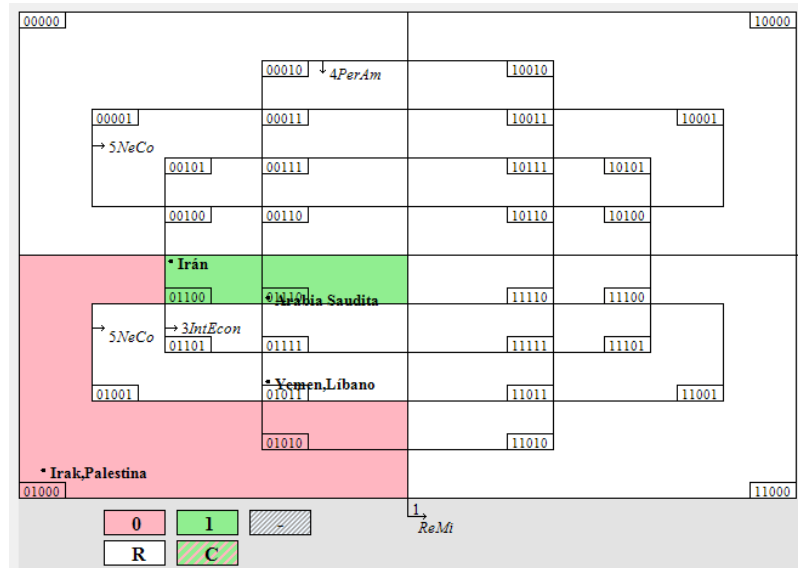 00000 10000
00010 4PerAm 10010
00001 00011 10011 10001
5NeCo
00101 00111 10111 10101
00100 00110 10110 10100
Irán
01100 01110 11110 11100
Arabia Saudita
5NeCo 3IntEcon
01101 01111 11111 11101
Yemen,Líbano
01001 01011 11011 11001
01010 11010
Irak,Palestina
01000 11000
1
ReMi
0 1 -
R C